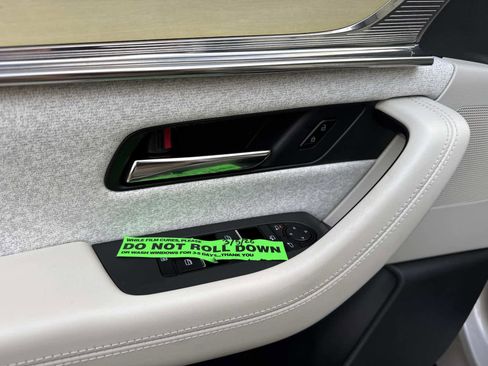 WHILE FILM CURES, PLEASE
DO NOT ROLL DOWN
OR WASH WINDOWS FOR 3-5 DAYS...THANK YOU